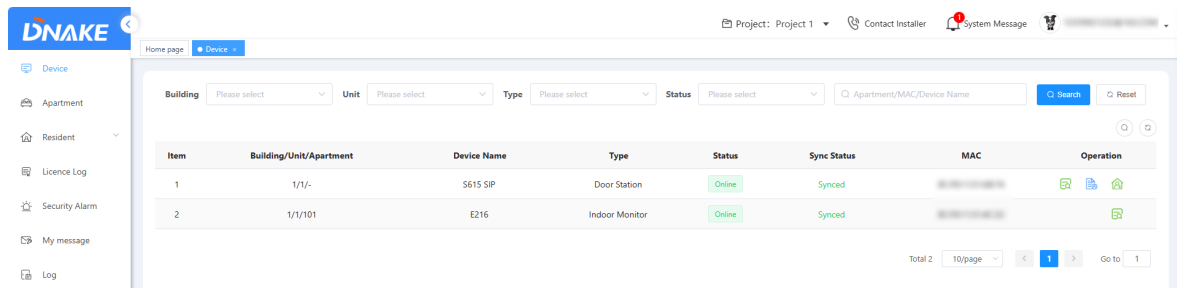 DNAKE
Project: Project 1
Contact Installer
1
System Message
Home page
Device ×
Device
Apartment
Resident
Licence Log
Security Alarm
My message
Log
Building Please select Unit Please select Type Please select Status Please select Apartment/MAC/Device Name Search Reset
Item Building/Unit/Apartment Device Name Type Status Sync Status MAC Operation
1 1/1/- S615 SIP Door Station Online Synced
2 1/1/101 E216 Indoor Monitor Online Synced
Total 2 10/page < 1 > Go to 1